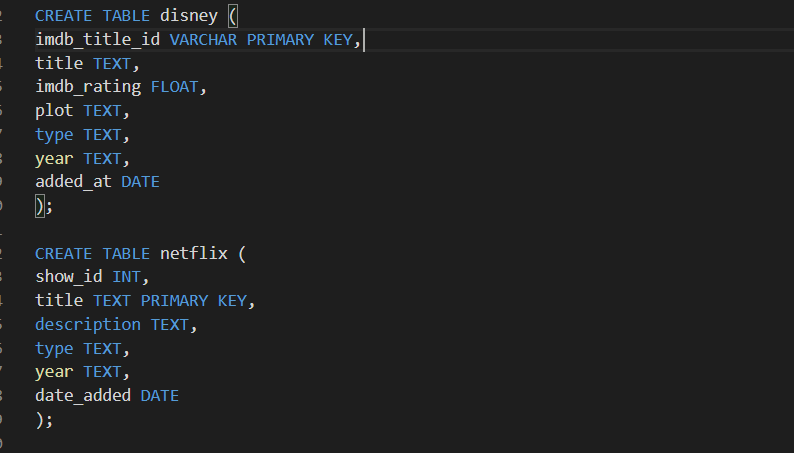 CREATE TABLE disney (
imdb_title_id VARCHAR PRIMARY KEY,
title TEXT,
imdb_rating FLOAT,
plot TEXT,
type TEXT,
year TEXT,
added_at DATE
);
CREATE TABLE netflix (
show_id INT,
title TEXT PRIMARY KEY,
description TEXT,
type TEXT,
year TEXT,
date_added DATE
);